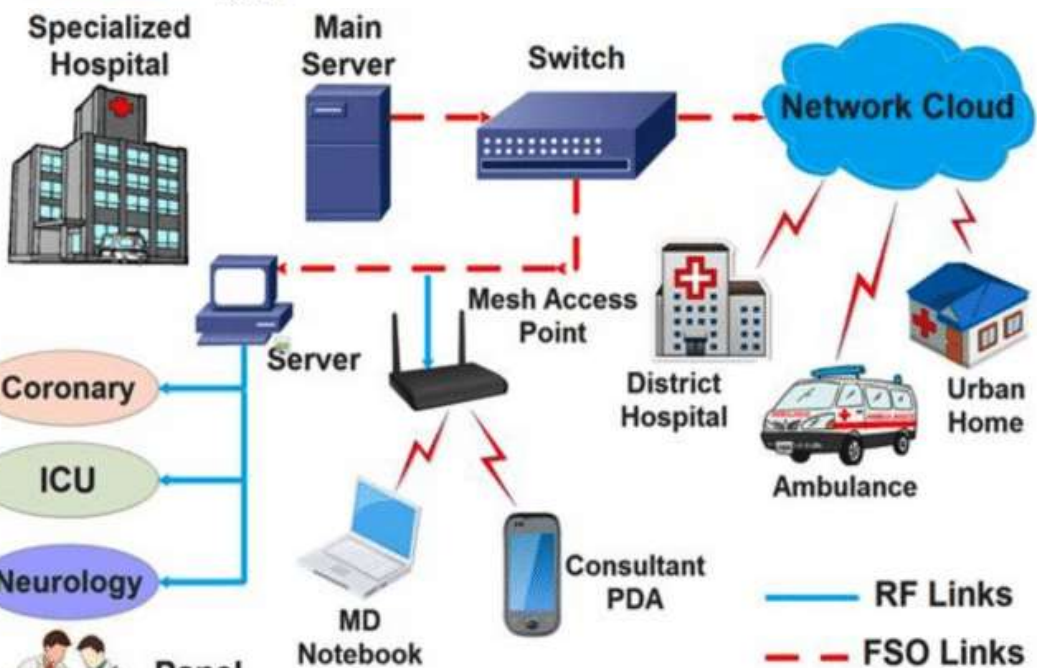 Specialized
Hospital
Main
Server
Switch
Network Cloud
Mesh Access
Point
Server
Coronary
ICU
Neurology
District
Hospital
Urban
Home
Ambulance
Consultant
PDA
MD
Notebook
RF Links
FSO Links